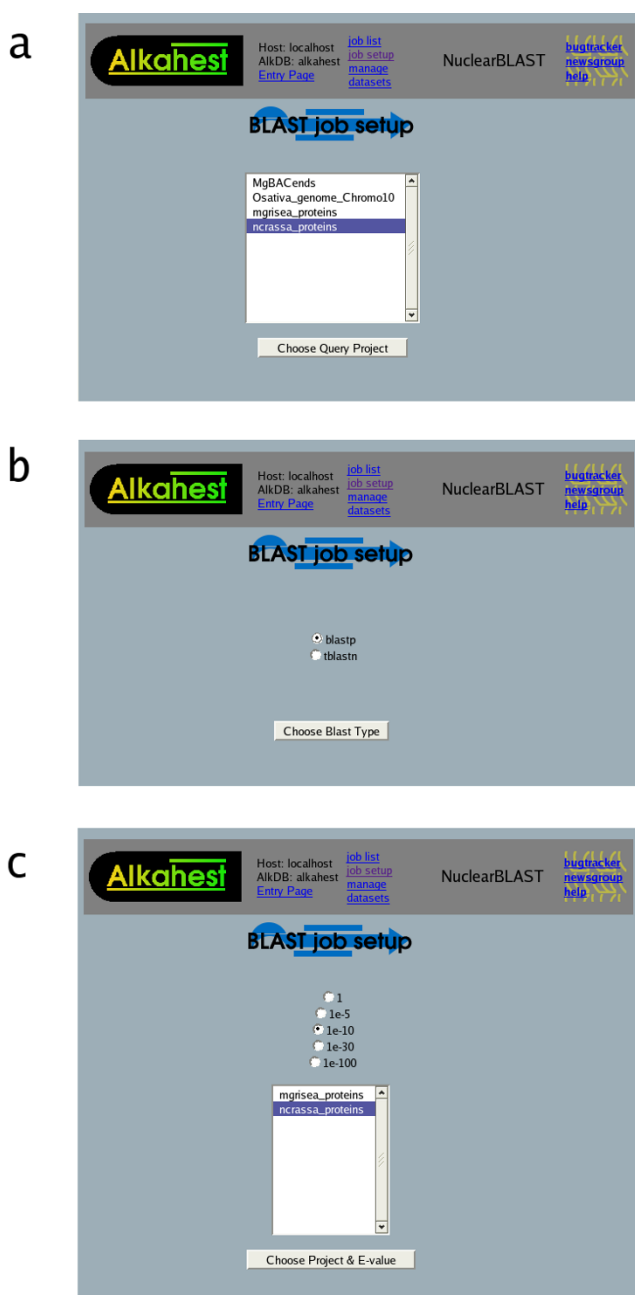 a
Alkahest
Host: localhost
AlkDB: alkahest
Entry Page
job list
job setup
manage
datasets
NuclearBLAST
bugtracker
newsgroup
help
BLAST job setup
MgBACends
Osativa_genome_Chromo10
mgrisea_proteins
ncrassa_proteins
Choose Query Project
b
Alkahest
Host: localhost
AlkDB: alkahest
Entry Page
job list
job setup
manage
datasets
NuclearBLAST
bugtracker
newsgroup
help
BLAST job setup
blastp
tblastn
Choose Blast Type
c
Alkahest
Host: localhost
AlkDB: alkahest
Entry Page
job list
job setup
manage
datasets
NuclearBLAST
bugtracker
newsgroup
help
BLAST job setup
1
1e-5
1e-10
1e-30
1e-100
mgrisea_proteins
ncrassa_proteins
Choose Project & E-value